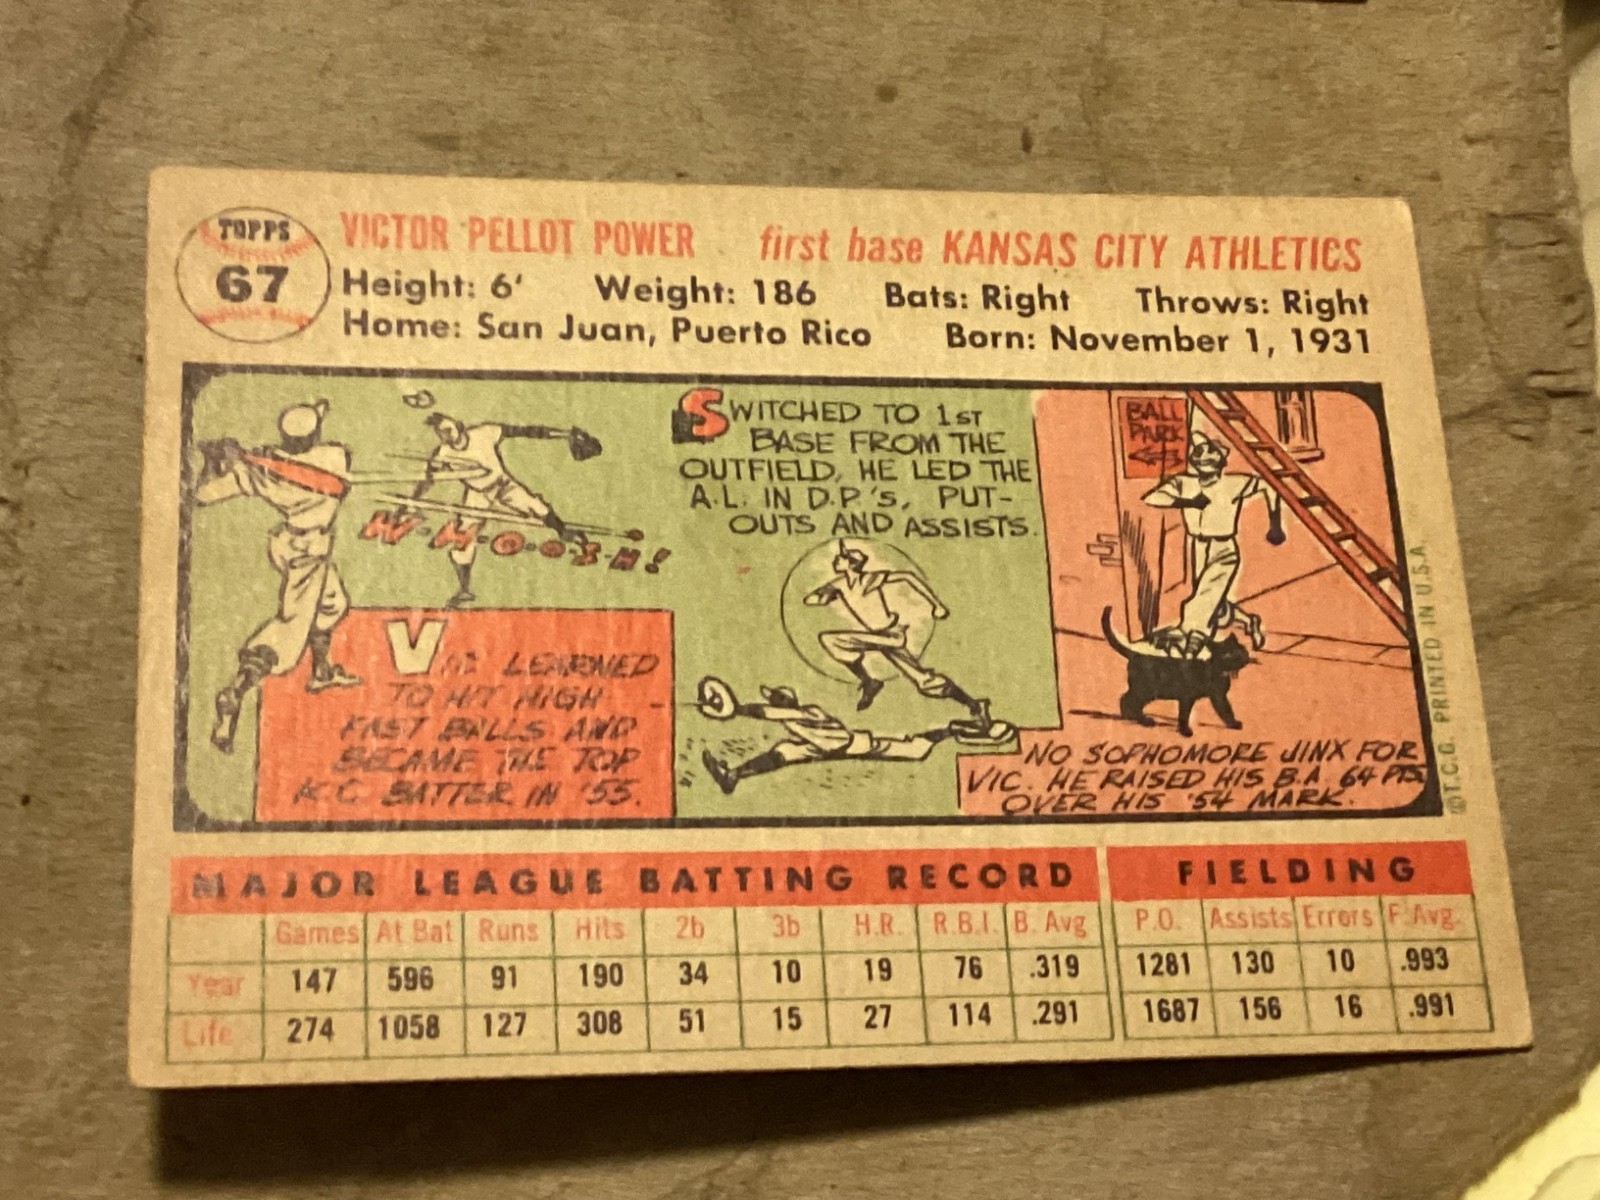 TOPPS
67
VICTOR PELLOT POWER first base KANSAS CITY ATHLETICS
Height: 6' Weight: 186 Bats: Right Throws: Right
Home: San Juan, Puerto Rico Born: November 1, 1931
W-H-O-O-S-H!
VIC LEARNED
TO HIT HIGH
FAST BALLS AND
BECAME THE TOP
K.C. BATTER IN '55.
SWITCHED TO 1ST
BASE FROM THE
OUTFIELD, HE LED THE
A.L. IN D.P.'S, PUT-
OUTS AND ASSISTS.
BALL
PARK
NO SOPHOMORE JINX FOR
VIC. HE RAISED HIS B.A. 64 PTS.
OVER HIS '54 MARK.
©T.C.G. PRINTED IN U.S.A.
MAJOR LEAGUE BATTING RECORD FIELDING
Games At Bat Runs Hits 2b 3b H.R. R.B.I. B. Avg P.O. Assists Errors F. Avg.
Year 147 596 91 190 34 10 19 76 .319 1281 130 10 .993
Life 274 1058 127 308 51 15 27 114 .291 1687 156 16 .991